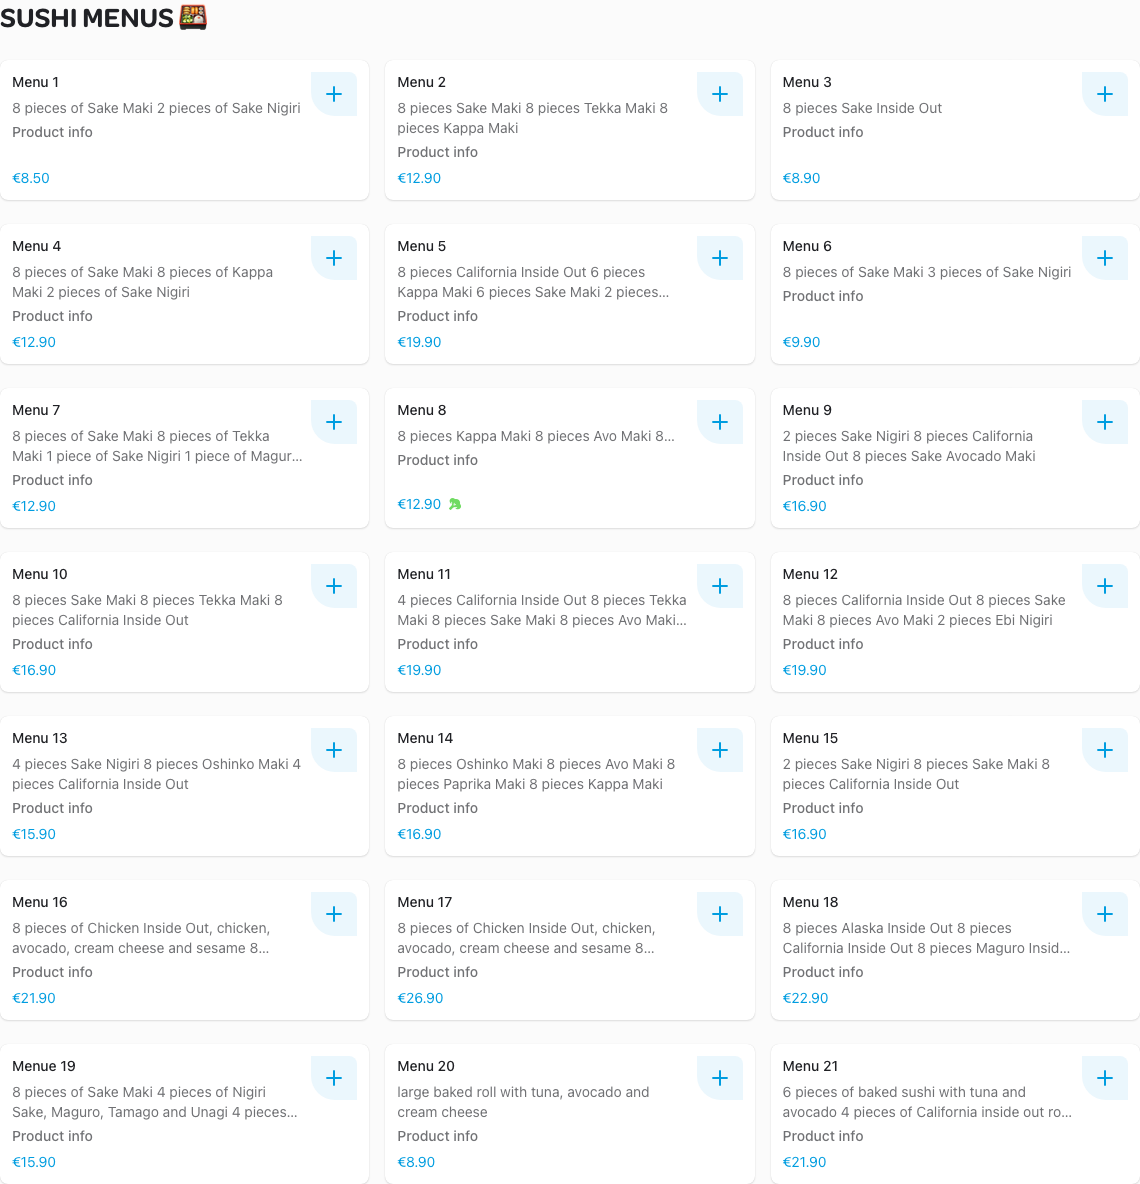 SUSHI MENUS
Menu 1
8 pieces of Sake Maki 2 pieces of Sake Nigiri
Product info
€8.50
Menu 2
8 pieces Sake Maki 8 pieces Tekka Maki 8
pieces Kappa Maki
Product info
€12.90
Menu 3
8 pieces Sake Inside Out
Product info
€8.90
Menu 4
8 pieces of Sake Maki 8 pieces of Kappa
Maki 2 pieces of Sake Nigiri
Product info
€12.90
Menu 5
8 pieces California Inside Out 6 pieces
Kappa Maki 6 pieces Sake Maki 2 pieces...
Product info
€19.90
Menu 6
8 pieces of Sake Maki 3 pieces of Sake Nigiri
Product info
€9.90
Menu 7
8 pieces of Sake Maki 8 pieces of Tekka
Maki 1 piece of Sake Nigiri 1 piece of Magur...
Product info
€12.90
Menu 8
8 pieces Kappa Maki 8 pieces Avo Maki 8...
Product info
€12.90
Menu 9
2 pieces Sake Nigiri 8 pieces California
Inside Out 8 pieces Sake Avocado Maki
Product info
€16.90
Menu 10
8 pieces Sake Maki 8 pieces Tekka Maki 8
pieces California Inside Out
Product info
€16.90
Menu 11
4 pieces California Inside Out 8 pieces Tekka
Maki 8 pieces Sake Maki 8 pieces Avo Maki...
Product info
€19.90
Menu 12
8 pieces California Inside Out 8 pieces Sake
Maki 8 pieces Avo Maki 2 pieces Ebi Nigiri
Product info
€19.90
Menu 13
4 pieces Sake Nigiri 8 pieces Oshinko Maki 4
pieces California Inside Out
Product info
€15.90
Menu 14
8 pieces Oshinko Maki 8 pieces Avo Maki 8
pieces Paprika Maki 8 pieces Kappa Maki
Product info
€16.90
Menu 15
2 pieces Sake Nigiri 8 pieces Sake Maki 8
pieces California Inside Out
Product info
€16.90
Menu 16
8 pieces of Chicken Inside Out, chicken,
avocado, cream cheese and sesame 8...
Product info
€21.90
Menu 17
8 pieces of Chicken Inside Out, chicken,
avocado, cream cheese and sesame 8...
Product info
€26.90
Menu 18
8 pieces Alaska Inside Out 8 pieces
California Inside Out 8 pieces Maguro Insid...
Product info
€22.90
Menue 19
8 pieces of Sake Maki 4 pieces of Nigiri
Sake, Maguro, Tamago and Unagi 4 pieces...
Product info
€15.90
Menu 20
large baked roll with tuna, avocado and
cream cheese
Product info
€8.90
Menu 21
6 pieces of baked sushi with tuna and
avocado 4 pieces of California inside out ro...
Product info
€21.90